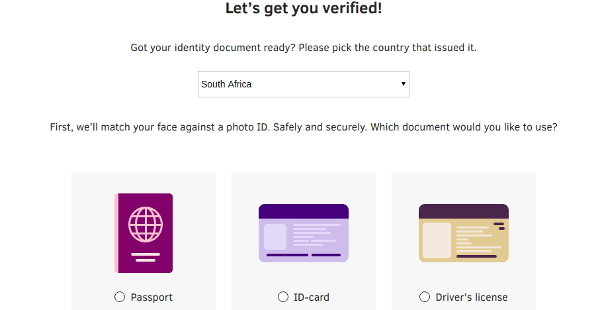 Let's get you verified!
Got your identity document ready? Please pick the country that issued it.
South Africa
First, we'll match your face against a photo ID. Safely and securely. Which document would you like to use?
Passport
ID-card
Driver's license